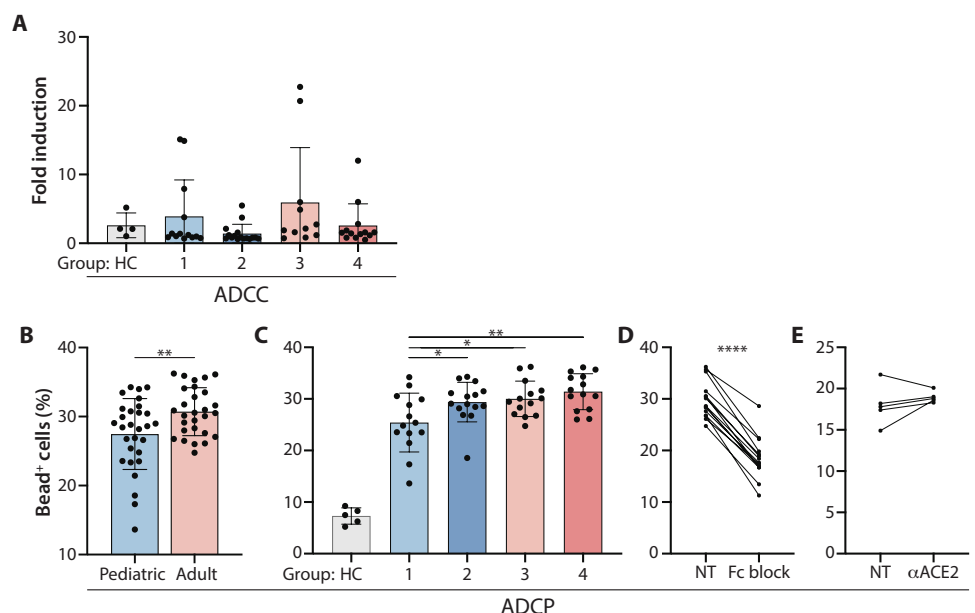 A
30
20
10
0
Fold induction
Group: HC 1 2 3 4
ADCC
B
**
40
30
20
10
Bead+ cells (%)
Pediatric Adult
C
**
*
*
40
30
20
10
0
Group: HC 1 2 3 4
D
****
40
30
20
10
0
NT Fc block
E
25
20
15
10
5
0
NT αACE2
ADCP